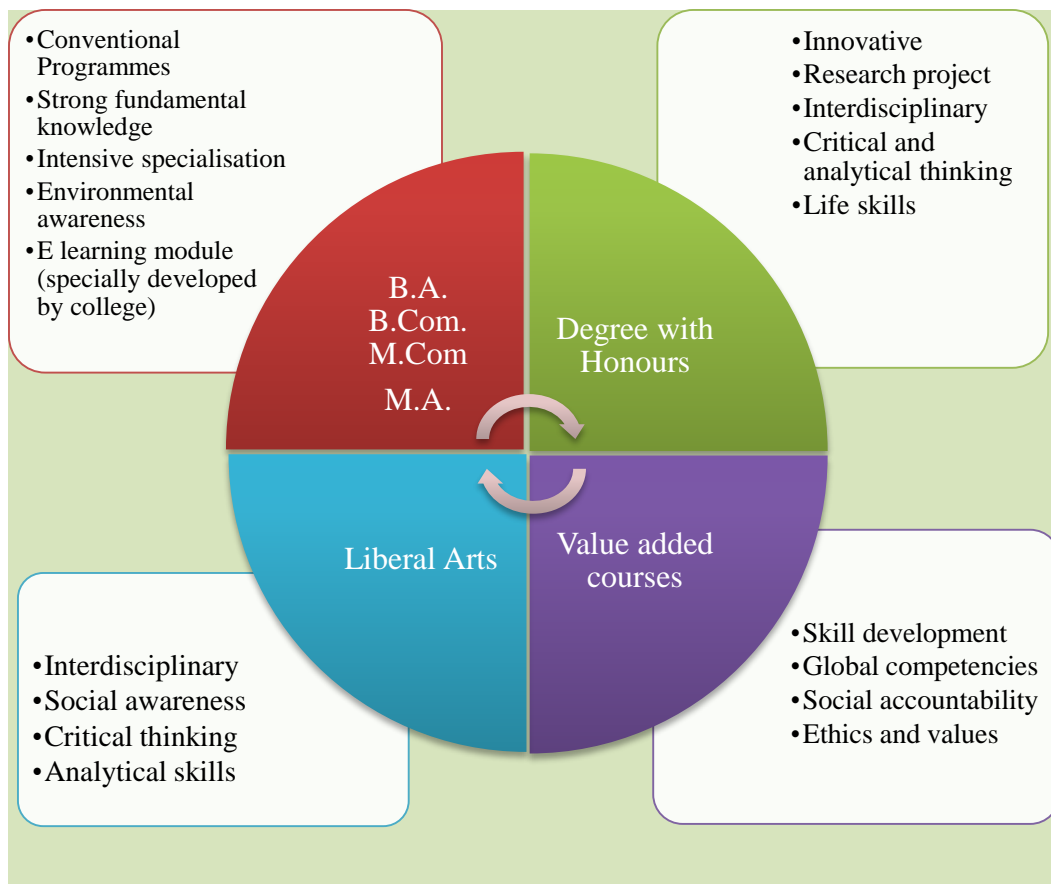 •Conventional
Programmes
•Strong fundamental
knowledge
•Intensive specialisation
•Environmental
awareness
•E learning module
(specially developed
by college)
•Innovative
•Research project
•Interdisciplinary
•Critical and
analytical thinking
•Life skills
B.A.
B.Com.
M.Com
M.A.
Degree with
Honours
Liberal Arts
Value added
courses
•Interdisciplinary
•Social awareness
•Critical thinking
•Analytical skills
•Skill development
•Global competencies
•Social accountability
•Ethics and values